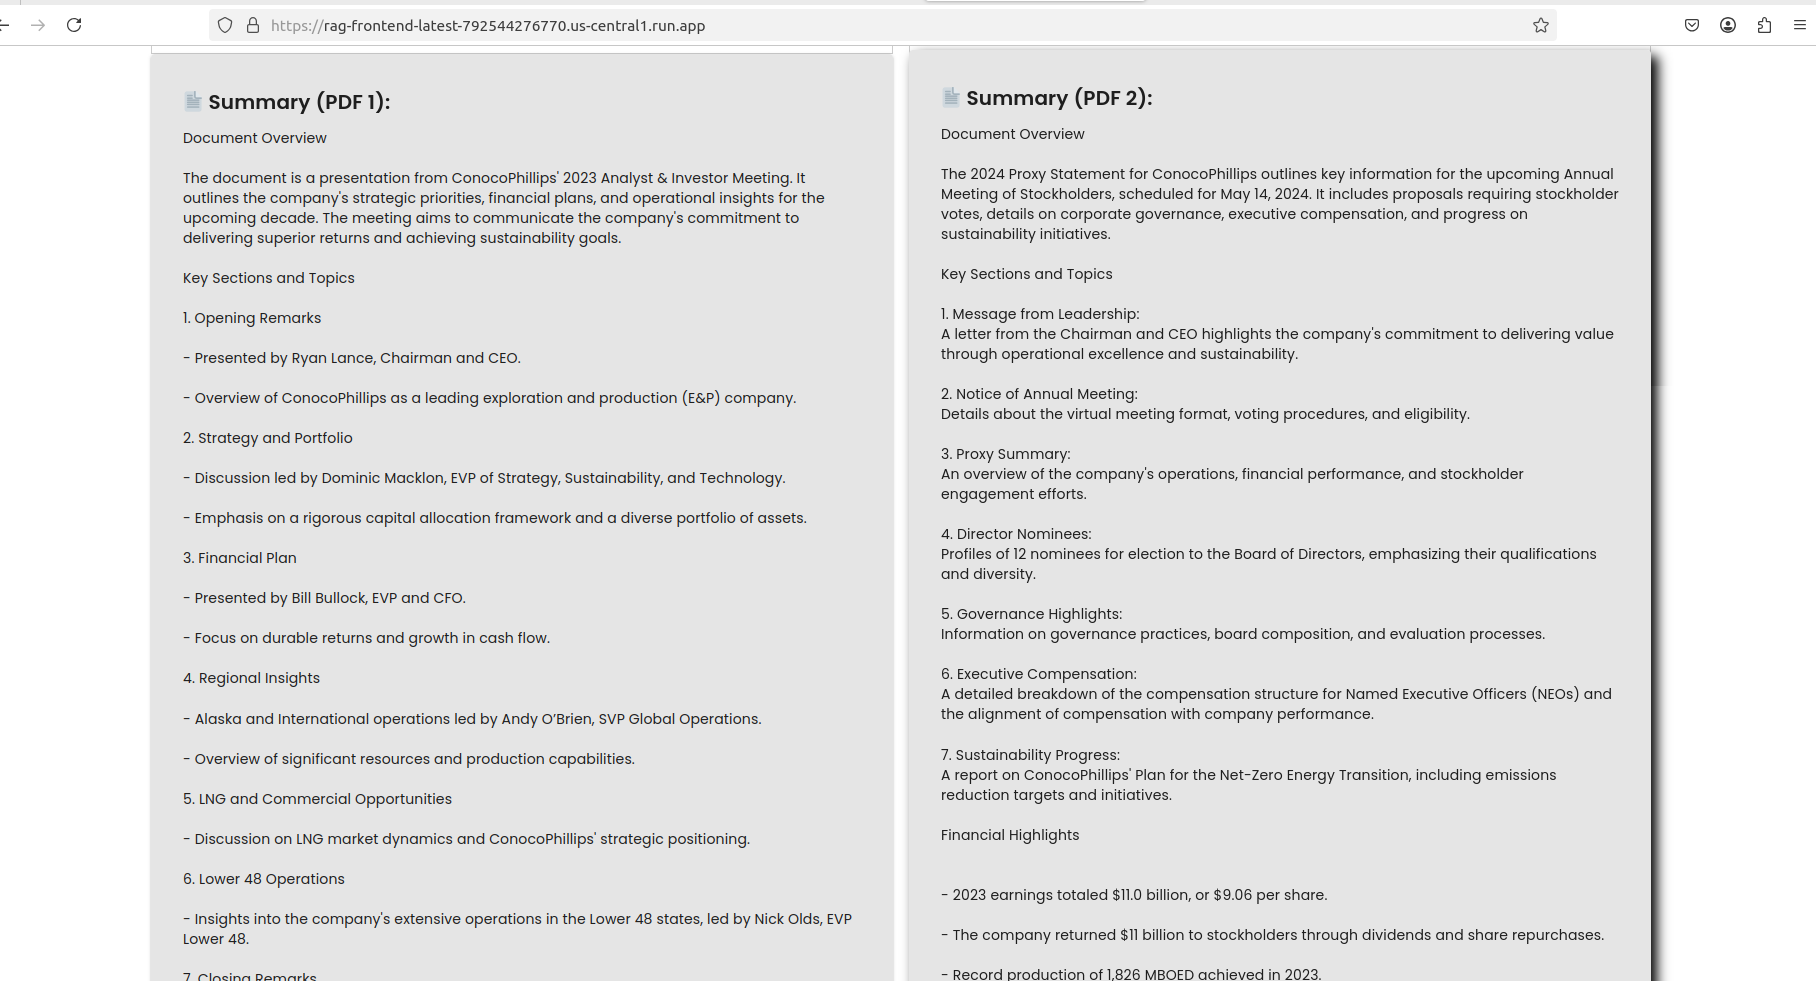 https://rag-frontend-latest-792544276770.us-central1.run.app
Summary (PDF 1):
Document Overview
The document is a presentation from ConocoPhillips' 2023 Analyst & Investor Meeting. It
outlines the company's strategic priorities, financial plans, and operational insights for the
upcoming decade. The meeting aims to communicate the company's commitment to
delivering superior returns and achieving sustainability goals.
Key Sections and Topics
1. Opening Remarks
- Presented by Ryan Lance, Chairman and CEO.
- Overview of ConocoPhillips as a leading exploration and production (E&P) company.
2. Strategy and Portfolio
- Discussion led by Dominic Macklon, EVP of Strategy, Sustainability, and Technology.
- Emphasis on a rigorous capital allocation framework and a diverse portfolio of assets.
3. Financial Plan
- Presented by Bill Bullock, EVP and CFO.
- Focus on durable returns and growth in cash flow.
4. Regional Insights
- Alaska and International operations led by Andy O’Brien, SVP Global Operations.
- Overview of significant resources and production capabilities.
5. LNG and Commercial Opportunities
- Discussion on LNG market dynamics and ConocoPhillips' strategic positioning.
6. Lower 48 Operations
- Insights into the company's extensive operations in the Lower 48 states, led by Nick Olds, EVP
Lower 48.
7. Closing Remarks
Summary (PDF 2):
Document Overview
The 2024 Proxy Statement for ConocoPhillips outlines key information for the upcoming Annual
Meeting of Stockholders, scheduled for May 14, 2024. It includes proposals requiring stockholder
votes, details on corporate governance, executive compensation, and progress on
sustainability initiatives.
Key Sections and Topics
1. Message from Leadership:
A letter from the Chairman and CEO highlights the company's commitment to delivering value
through operational excellence and sustainability.
2. Notice of Annual Meeting:
Details about the virtual meeting format, voting procedures, and eligibility.
3. Proxy Summary:
An overview of the company's operations, financial performance, and stockholder
engagement efforts.
4. Director Nominees:
Profiles of 12 nominees for election to the Board of Directors, emphasizing their qualifications
and diversity.
5. Governance Highlights:
Information on governance practices, board composition, and evaluation processes.
6. Executive Compensation:
A detailed breakdown of the compensation structure for Named Executive Officers (NEOs) and
the alignment of compensation with company performance.
7. Sustainability Progress:
A report on ConocoPhillips' Plan for the Net-Zero Energy Transition, including emissions
reduction targets and initiatives.
Financial Highlights
- 2023 earnings totaled $11.0 billion, or $9.06 per share.
- The company returned $11 billion to stockholders through dividends and share repurchases.
- Record production of 1,826 MBOED achieved in 2023.